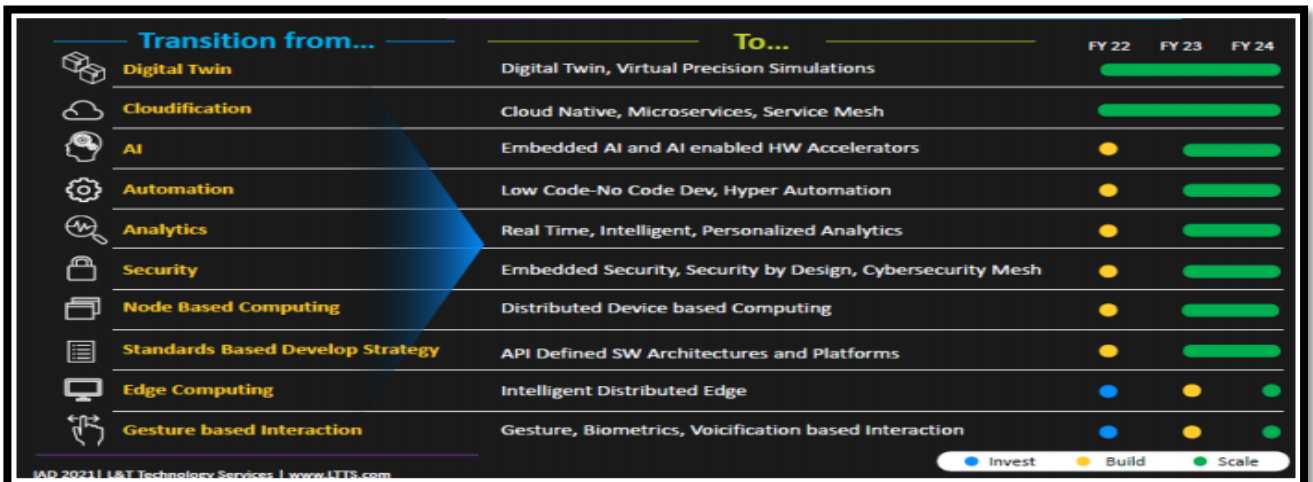 Transition from... To... FY 22 FY 23 FY 24
Digital Twin Digital Twin, Virtual Precision Simulations
Cloudification Cloud Native, Microservices, Service Mesh
AI Embedded AI and AI enabled HW Accelerators
Automation Low Code-No Code Dev, Hyper Automation
Analytics Real Time, Intelligent, Personalized Analytics
Security Embedded Security, Security by Design, Cybersecurity Mesh
Node Based Computing Distributed Device based Computing
Standards Based Develop Strategy API Defined SW Architectures and Platforms
Edge Computing Intelligent Distributed Edge
Gesture based Interaction Gesture, Biometrics, Voicification based Interaction
Invest Build Scale
IAD 2021| L&T Technology Services | www.LTTS.com